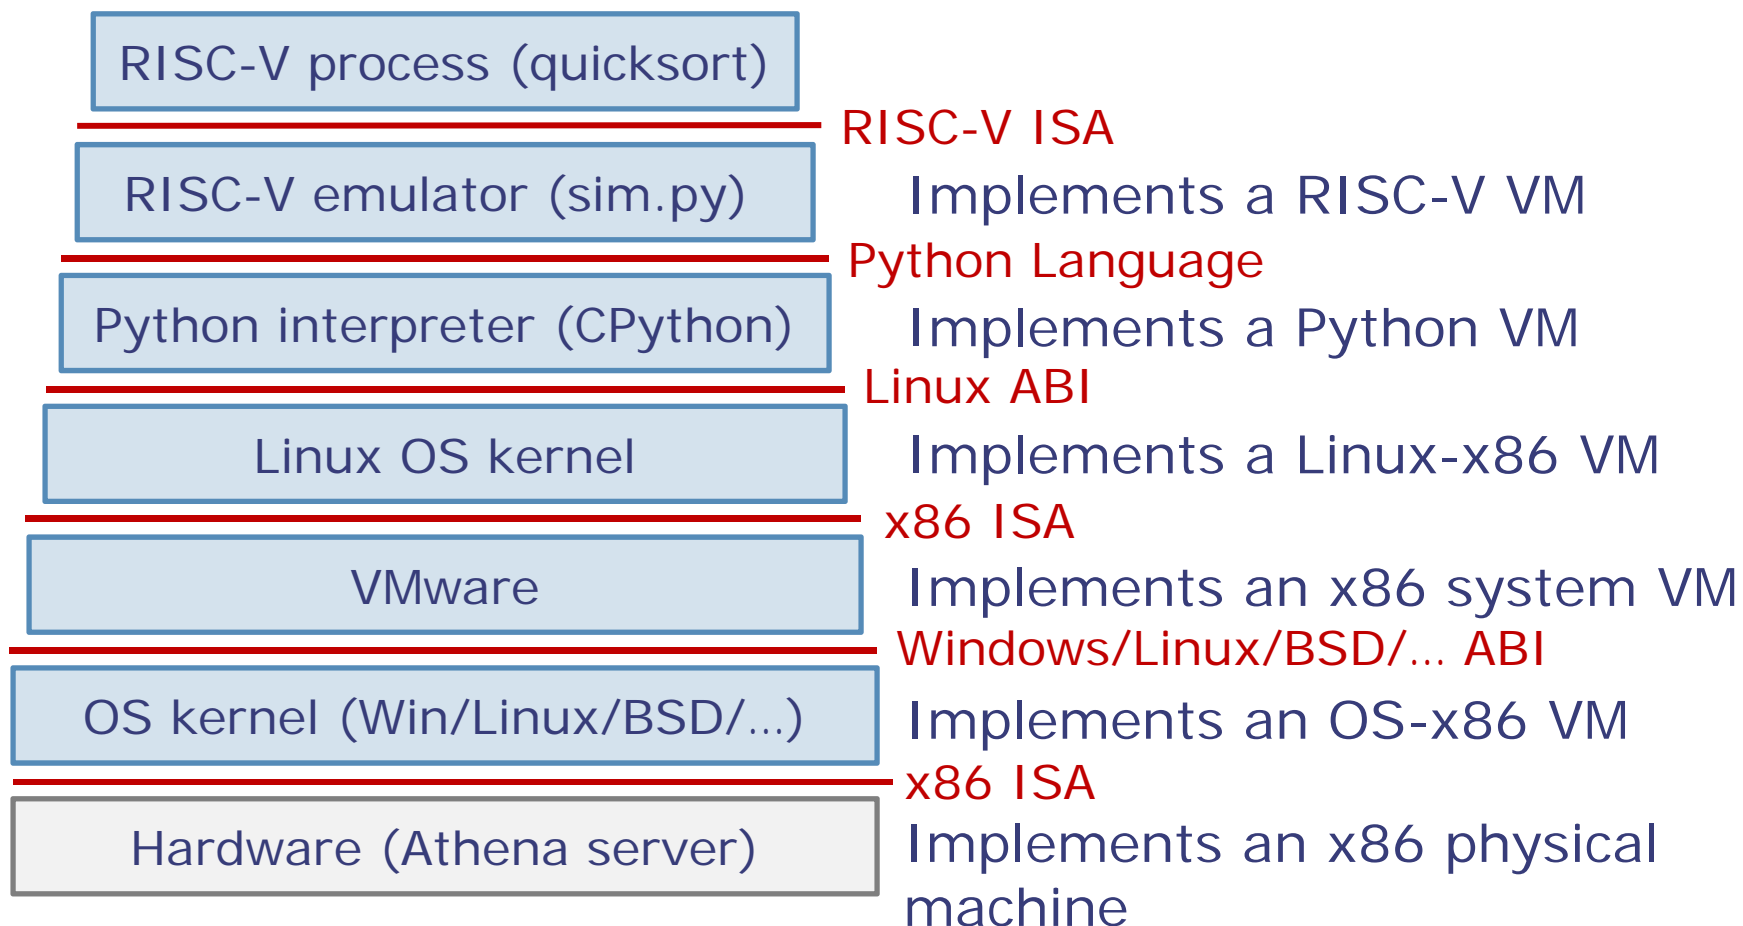 RISC-V process (quicksort)
RISC-V ISA
RISC-V emulator (sim.py)
Implements a RISC-V VM
Python Language
Python interpreter (CPython)
Implements a Python VM
Linux ABI
Linux OS kernel
Implements a Linux-x86 VM
x86 ISA
VMware
Implements an x86 system VM
Windows/Linux/BSD/... ABI
OS kernel (Win/Linux/BSD/...)
Implements an OS-x86 VM
x86 ISA
Hardware (Athena server)
Implements an x86 physical
machine